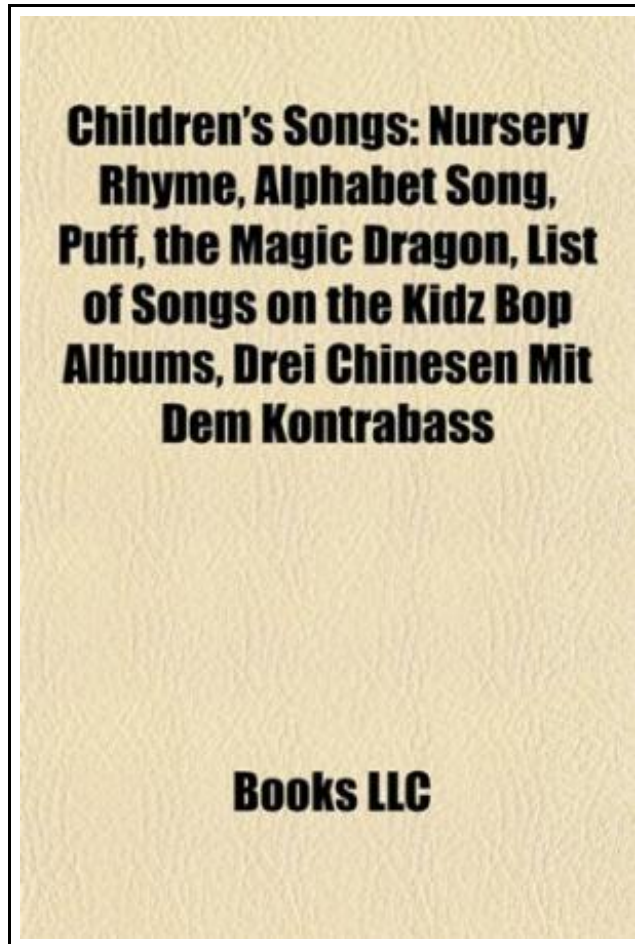 Children's Songs: Nursery
Rhyme, Alphabet Song,
Puff, the Magic Dragon, List
of Songs on the Kidz Bop
Albums, Drei Chinesen Mit
Dem Kontrabass
Books LLC